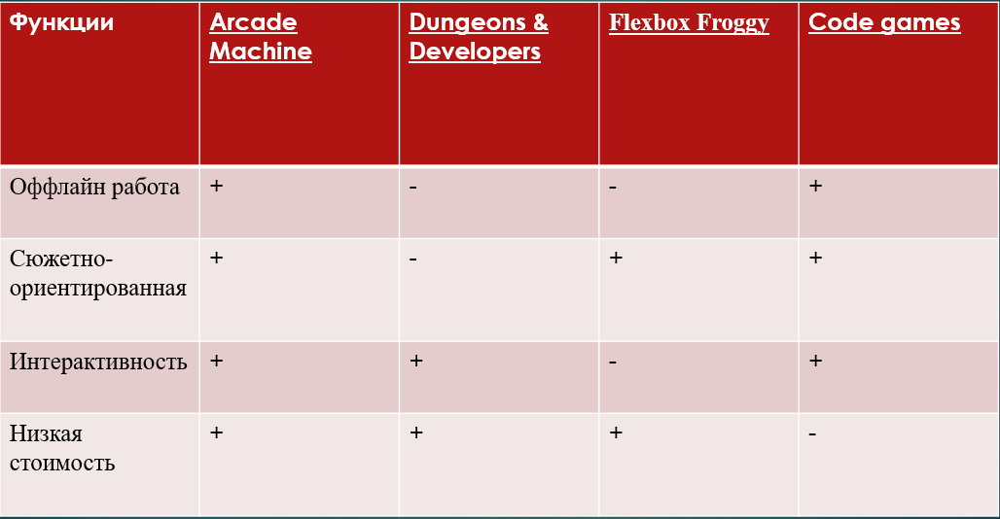 Функции Arcade Machine Dungeons & Developers Flexbox Froggy Code games
Оффлайн работа + - - +
Сюжетно-ориентированная + - + +
Интерактивность + + - +
Низкая стоимость + + + -